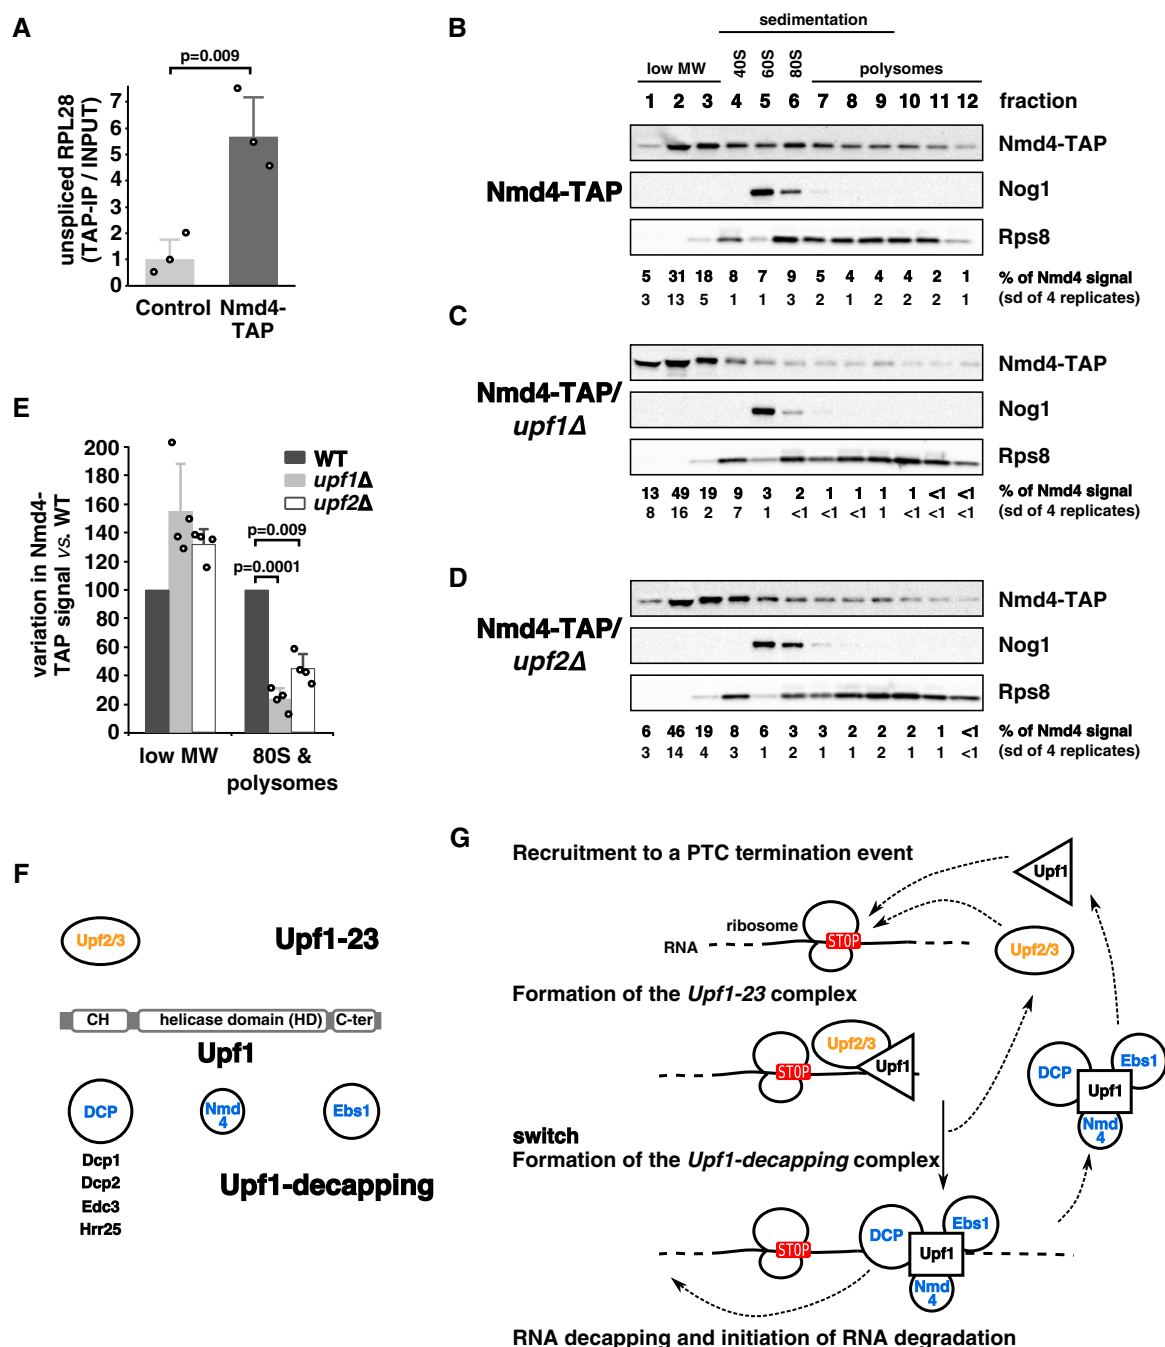 A
p=0.009
unspliced RPL28
(TAP-IP / INPUT)
7
6
5
4
3
2
1
0
Control
Nmd4-
TAP
B
sedimentation
low MW
40S
60S
80S
polysomes
1 2 3 4 5 6 7 8 9 10 11 12
fraction
Nmd4-TAP
Nmd4-TAP
Nog1
Rps8
5 31 18 8 7 9 5 4 4 4 2 1
% of Nmd4 signal
3 13 5 1 1 3 2 1 2 2 2 1
(sd of 4 replicates)
C
Nmd4-TAP/
upf1Δ
Nmd4-TAP
Nog1
Rps8
13 49 19 9 3 2 1 1 1 1 <1 <1
% of Nmd4 signal
8 16 2 7 1 <1 <1 <1 1 <1 <1 <1
(sd of 4 replicates)
D
Nmd4-TAP/
upf2Δ
Nmd4-TAP
Nog1
Rps8
6 46 19 8 6 3 3 2 2 2 1 <1
% of Nmd4 signal
3 14 4 3 1 2 1 1 2 1 1 <1
(sd of 4 replicates)
E
variation in Nmd4-
TAP signal vs. WT
200
180
160
140
120
100
80
60
40
20
0
WT
upf1Δ
upf2Δ
p=0.009
p=0.0001
low MW
80S &
polysomes
F
Upf2/3
Upf1-23
CH
helicase domain (HD)
C-ter
Upf1
DCP
Nmd
4
Ebs1
Dcp1
Dcp2
Edc3
Hrr25
Upf1-decapping
G
Recruitment to a PTC termination event
Upf1
ribosome
RNA
STOP
Upf2/3
Formation of the Upf1-23 complex
Upf2/3
STOP
Upf1
DCP
Ebs1
Upf1
Nmd
4
switch
Formation of the Upf1-decapping complex
STOP
DCP
Ebs1
Upf1
Nmd
4
RNA decapping and initiation of RNA degradation